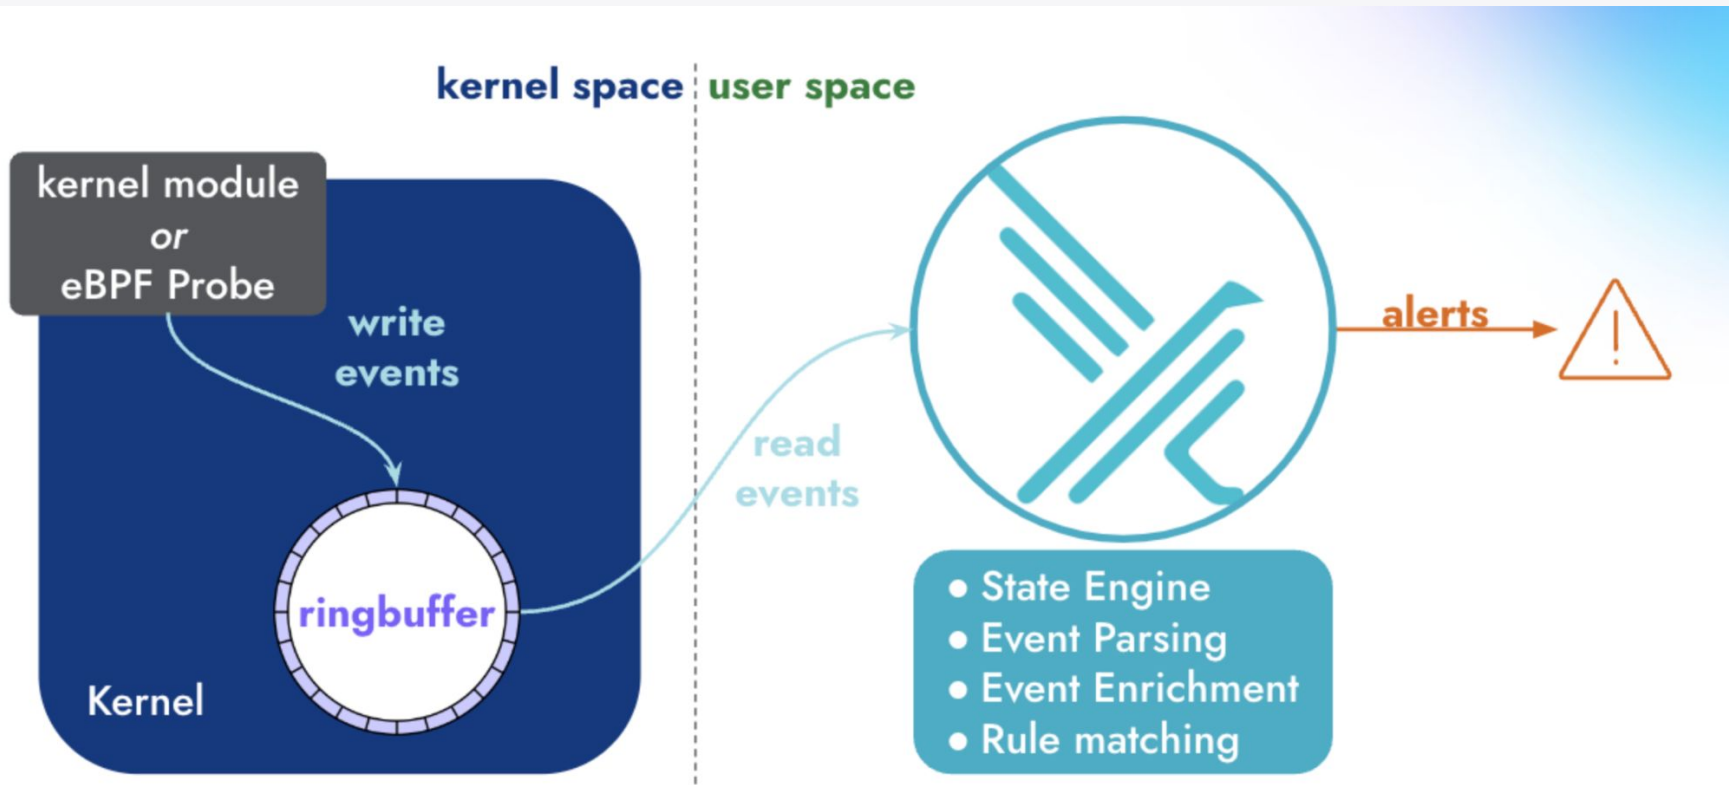 kernel space
user space
kernel module
or
eBPF Probe
write
events
read
events
alerts
ringbuffer
Kernel
● State Engine
● Event Parsing
● Event Enrichment
● Rule matching